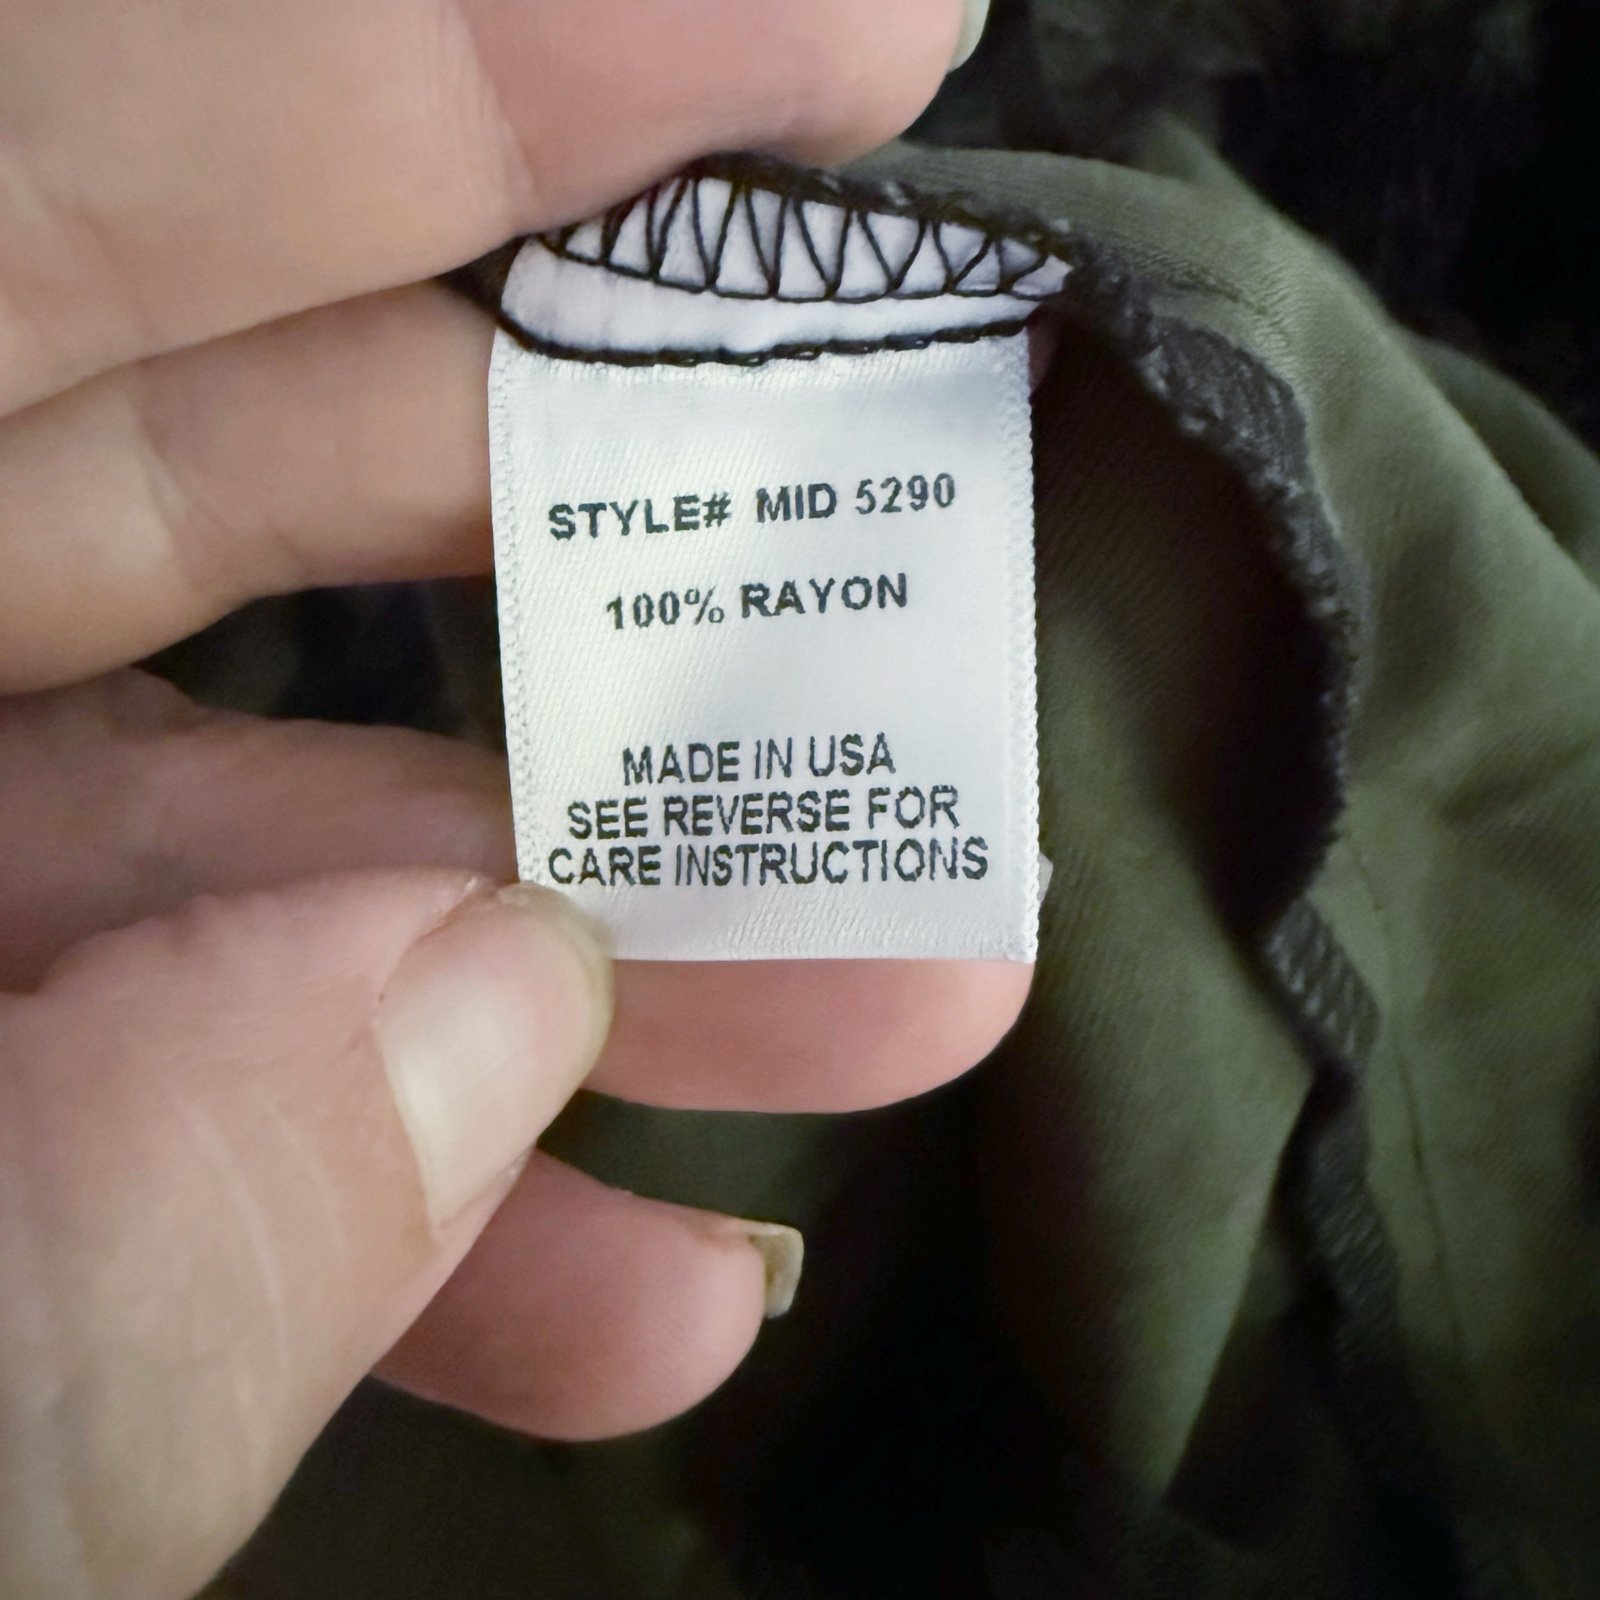 STYLE# MID 5290
100% RAYON
MADE IN USA
SEE REVERSE FOR
CARE INSTRUCTIONS